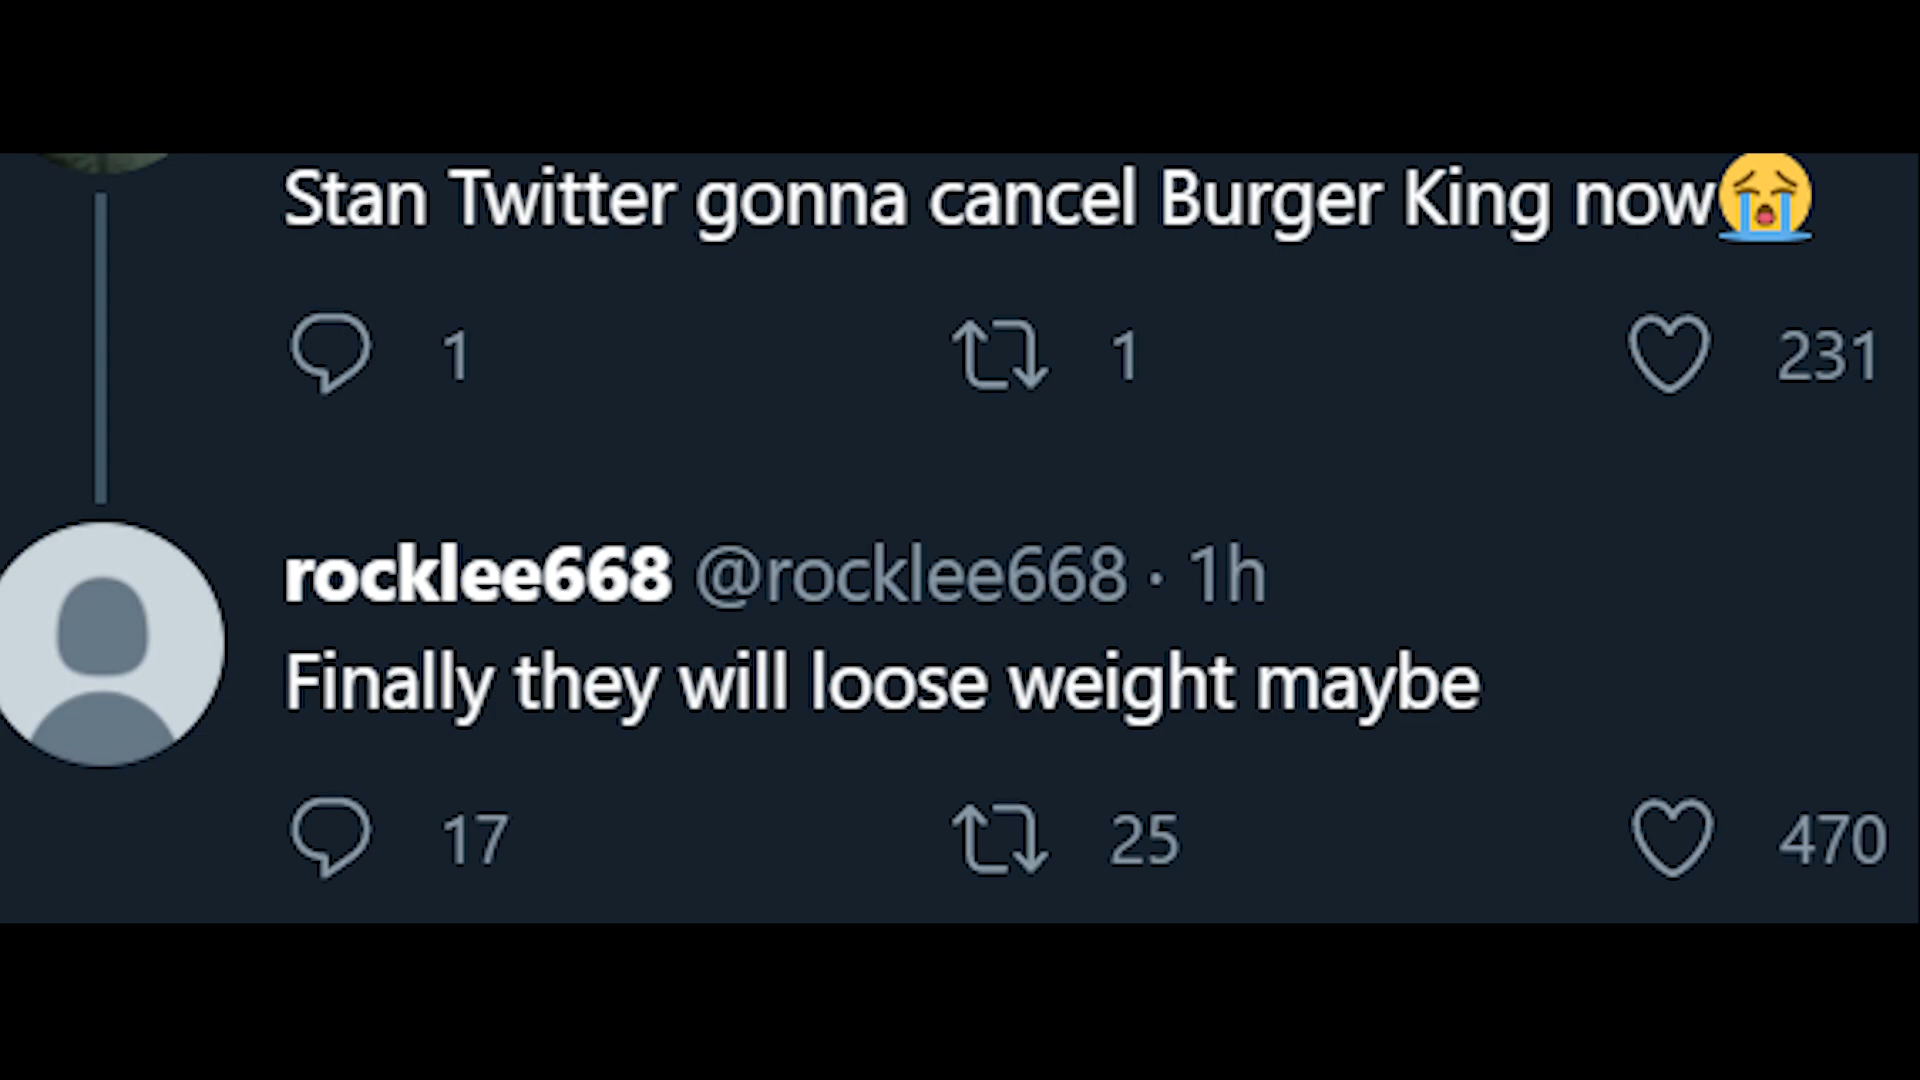 Stan Twitter gonna cancel Burger King now😭
1 1 231
rocklee668 @rocklee668 · 1h
Finally they will loose weight maybe
17 25 470